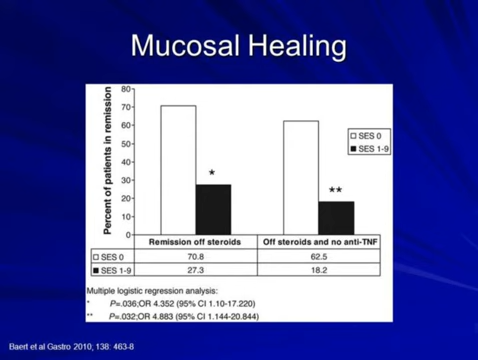 Mucosal Healing
Percent of patients in remission
80
70
60
50
40
30
20
10
0
*
**
□ SES 0
■ SES 1-9
Remission off steroids Off steroids and no anti-TNF
□ SES 0 70.8 62.5
■ SES 1-9 27.3 18.2
Multiple logistic regression analysis:
* P=.036;OR 4.352 (95% CI 1.10-17.220)
** P=.032;OR 4.883 (95% CI 1.144-20.844)
Baert et al Gastro 2010, 138: 463-8